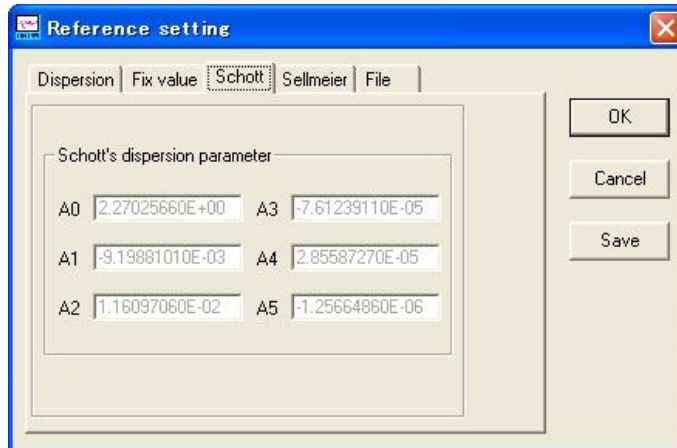 Reference setting
Dispersion Fix value Schott Sellmeier File
OK
Schott's dispersion parameter
Cancel
A0 2.27025660E+00 A3 -7.61239110E-05
Save
A1 -9.19881010E-03 A4 2.85587270E-05
A2 1.16097060E-02 A5 -1.25664860E-06